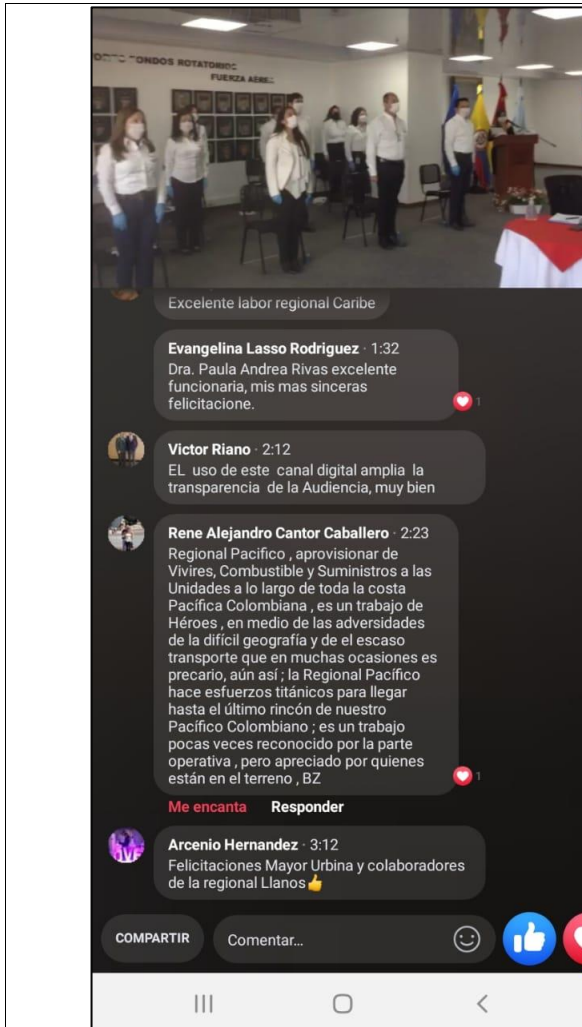 FONDOS ROTATORIOS
FUERZA AÉREA
Excelente labor regional Caribe
Evangelina Lasso Rodriguez · 1:32
Dra. Paula Andrea Rivas excelente
funcionaria, mis mas sinceras
felicitacione.
1
Victor Riano · 2:12
EL uso de este canal digital amplia la
transparencia de la Audiencia, muy bien
Rene Alejandro Cantor Caballero · 2:23
Regional Pacifico , aprovisionar de
Vivires, Combustible y Suministros a las
Unidades a lo largo de toda la costa
Pacífica Colombiana , es un trabajo de
Héroes , en medio de las adversidades
de la difícil geografía y de el escaso
transporte que en muchas ocasiones es
precario, aún así ; la Regional Pacífico
hace esfuerzos titánicos para llegar
hasta el último rincón de nuestro
Pacífico Colombiano ; es un trabajo
pocas veces reconocido por la parte
operativa , pero apreciado por quienes
están en el terreno , BZ
1
Me encanta Responder
Arcenio Hernandez · 3:12
Felicitaciones Mayor Urbina y colaboradores
de la regional Llanos👍
COMPARTIR Comentar...